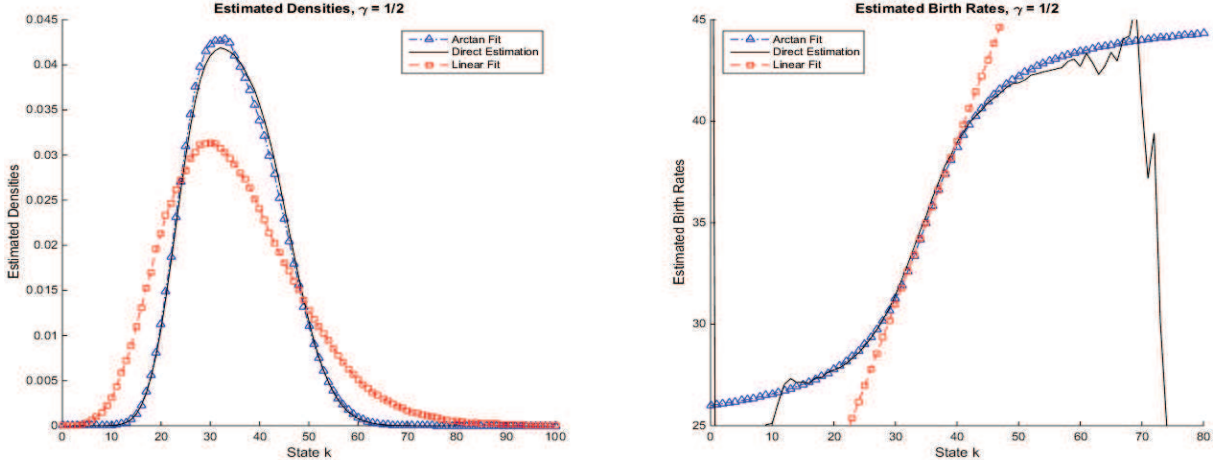 Estimated Densities, γ = 1/2
0.045
0.04
0.035
0.03
0.025
0.02
0.015
0.01
0.005
0
Estimated Densities
Arctan Fit
Direct Estimation
Linear Fit
0 10 20 30 40 50 60 70 80 90 100
State k
Estimated Birth Rates, γ = 1/2
45
40
35
30
25
Estimated Birth Rates
Arctan Fit
Direct Estimation
Linear Fit
0 10 20 30 40 50 60 70 80
State k